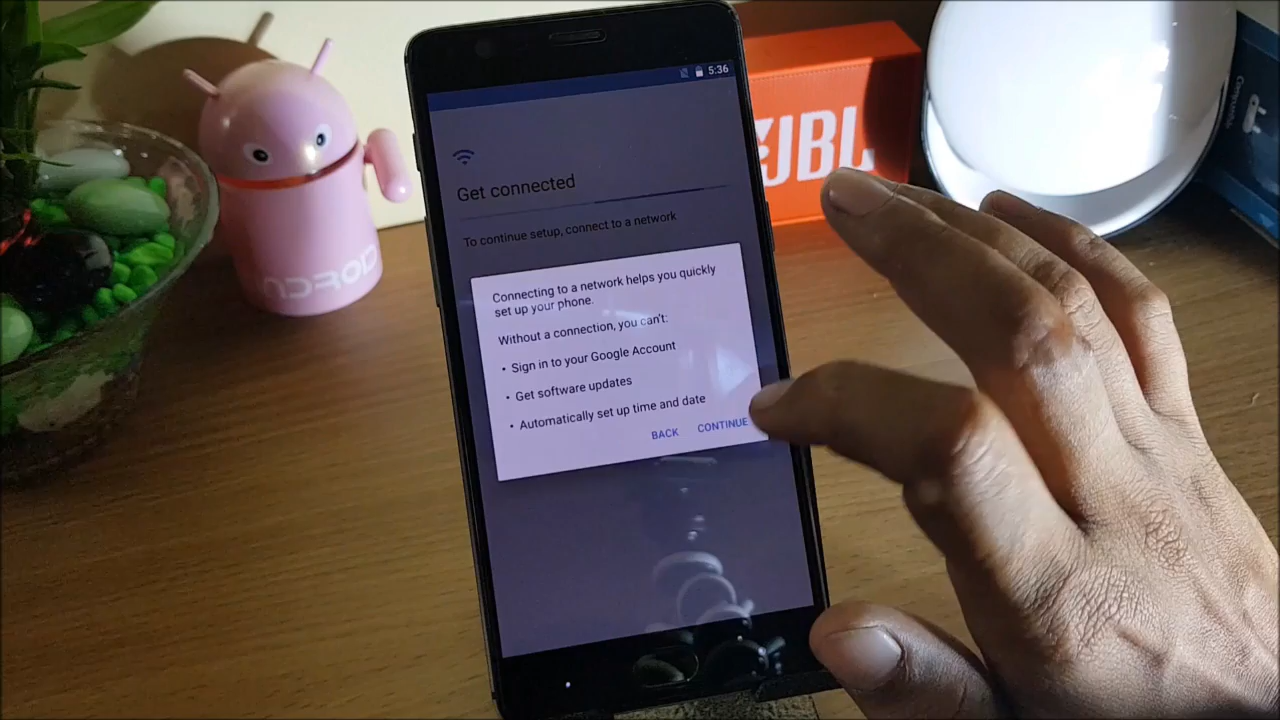 5:36
Get connected
To continue setup, connect to a network
Connecting to a network helps you quickly
set up your phone.
Without a connection, you can't:
• Sign in to your Google Account
• Get software updates
• Automatically set up time and date
BACK CONTINUE
JBL
ANDROID